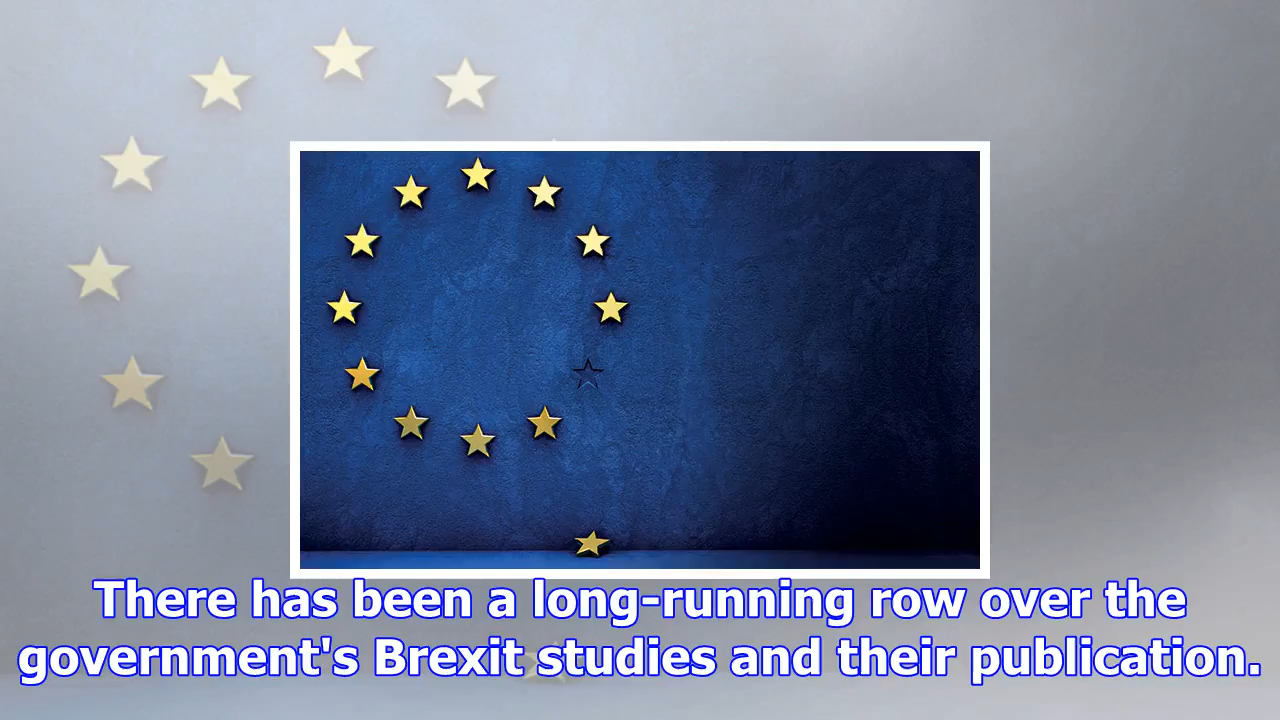 There has been a long-running row over the
government's Brexit studies and their publication.